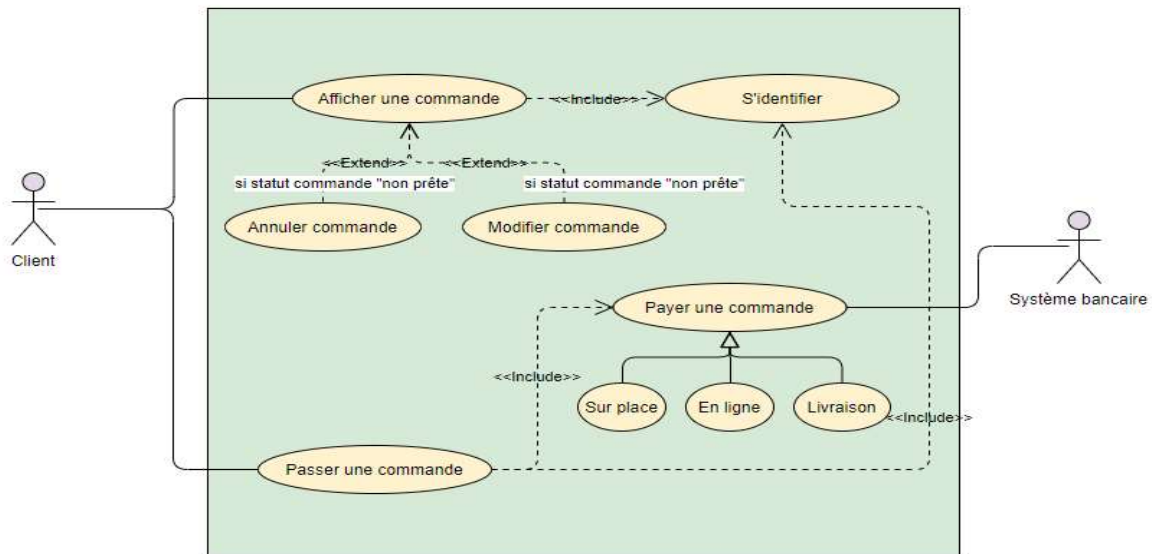 Afficher une commande
<<Include>>
S'identifier
<<Extend>>
<<Extend>>
si statut commande "non prête"
si statut commande "non prête"
Annuler commande
Modifier commande
Client
Système bancaire
Payer une commande
<<Include>>
Sur place
En ligne
Livraison
<<Include>>
Passer une commande